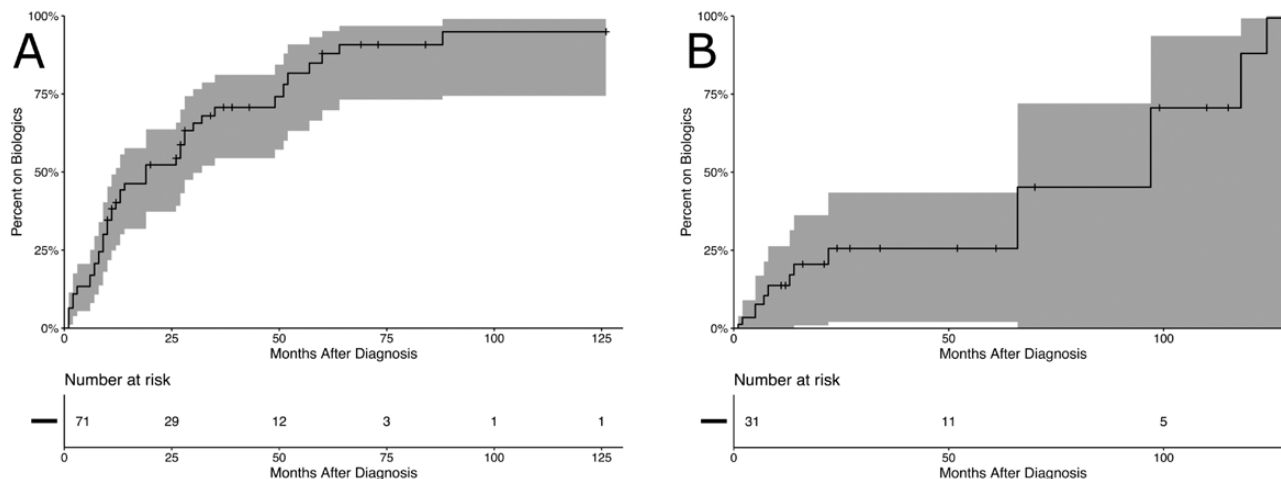 A
Percent on Biologics
100%
75%
50%
25%
0%
0 25 50 75 100 125
Months After Diagnosis
Number at risk
71 29 12 3 1 1
0 25 50 75 100 125
Months After Diagnosis
B
Percent on Biologics
100%
75%
50%
25%
0%
0 50 100
Months After Diagnosis
Number at risk
31 11 5
0 50 100
Months After Diagnosis